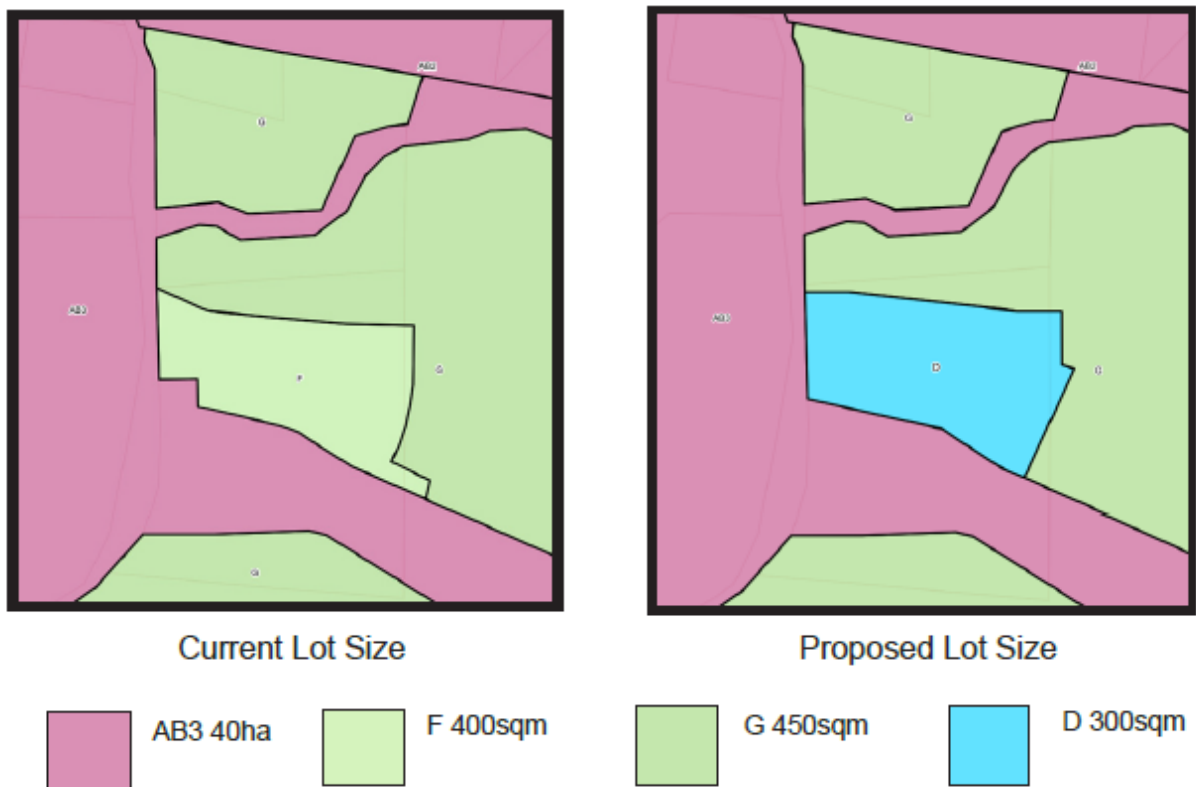 AB3
G
AB3
G
AB3
F
G
AB3
D
G
G
Current Lot Size
Proposed Lot Size
AB3 40ha
F 400sqm
G 450sqm
D 300sqm